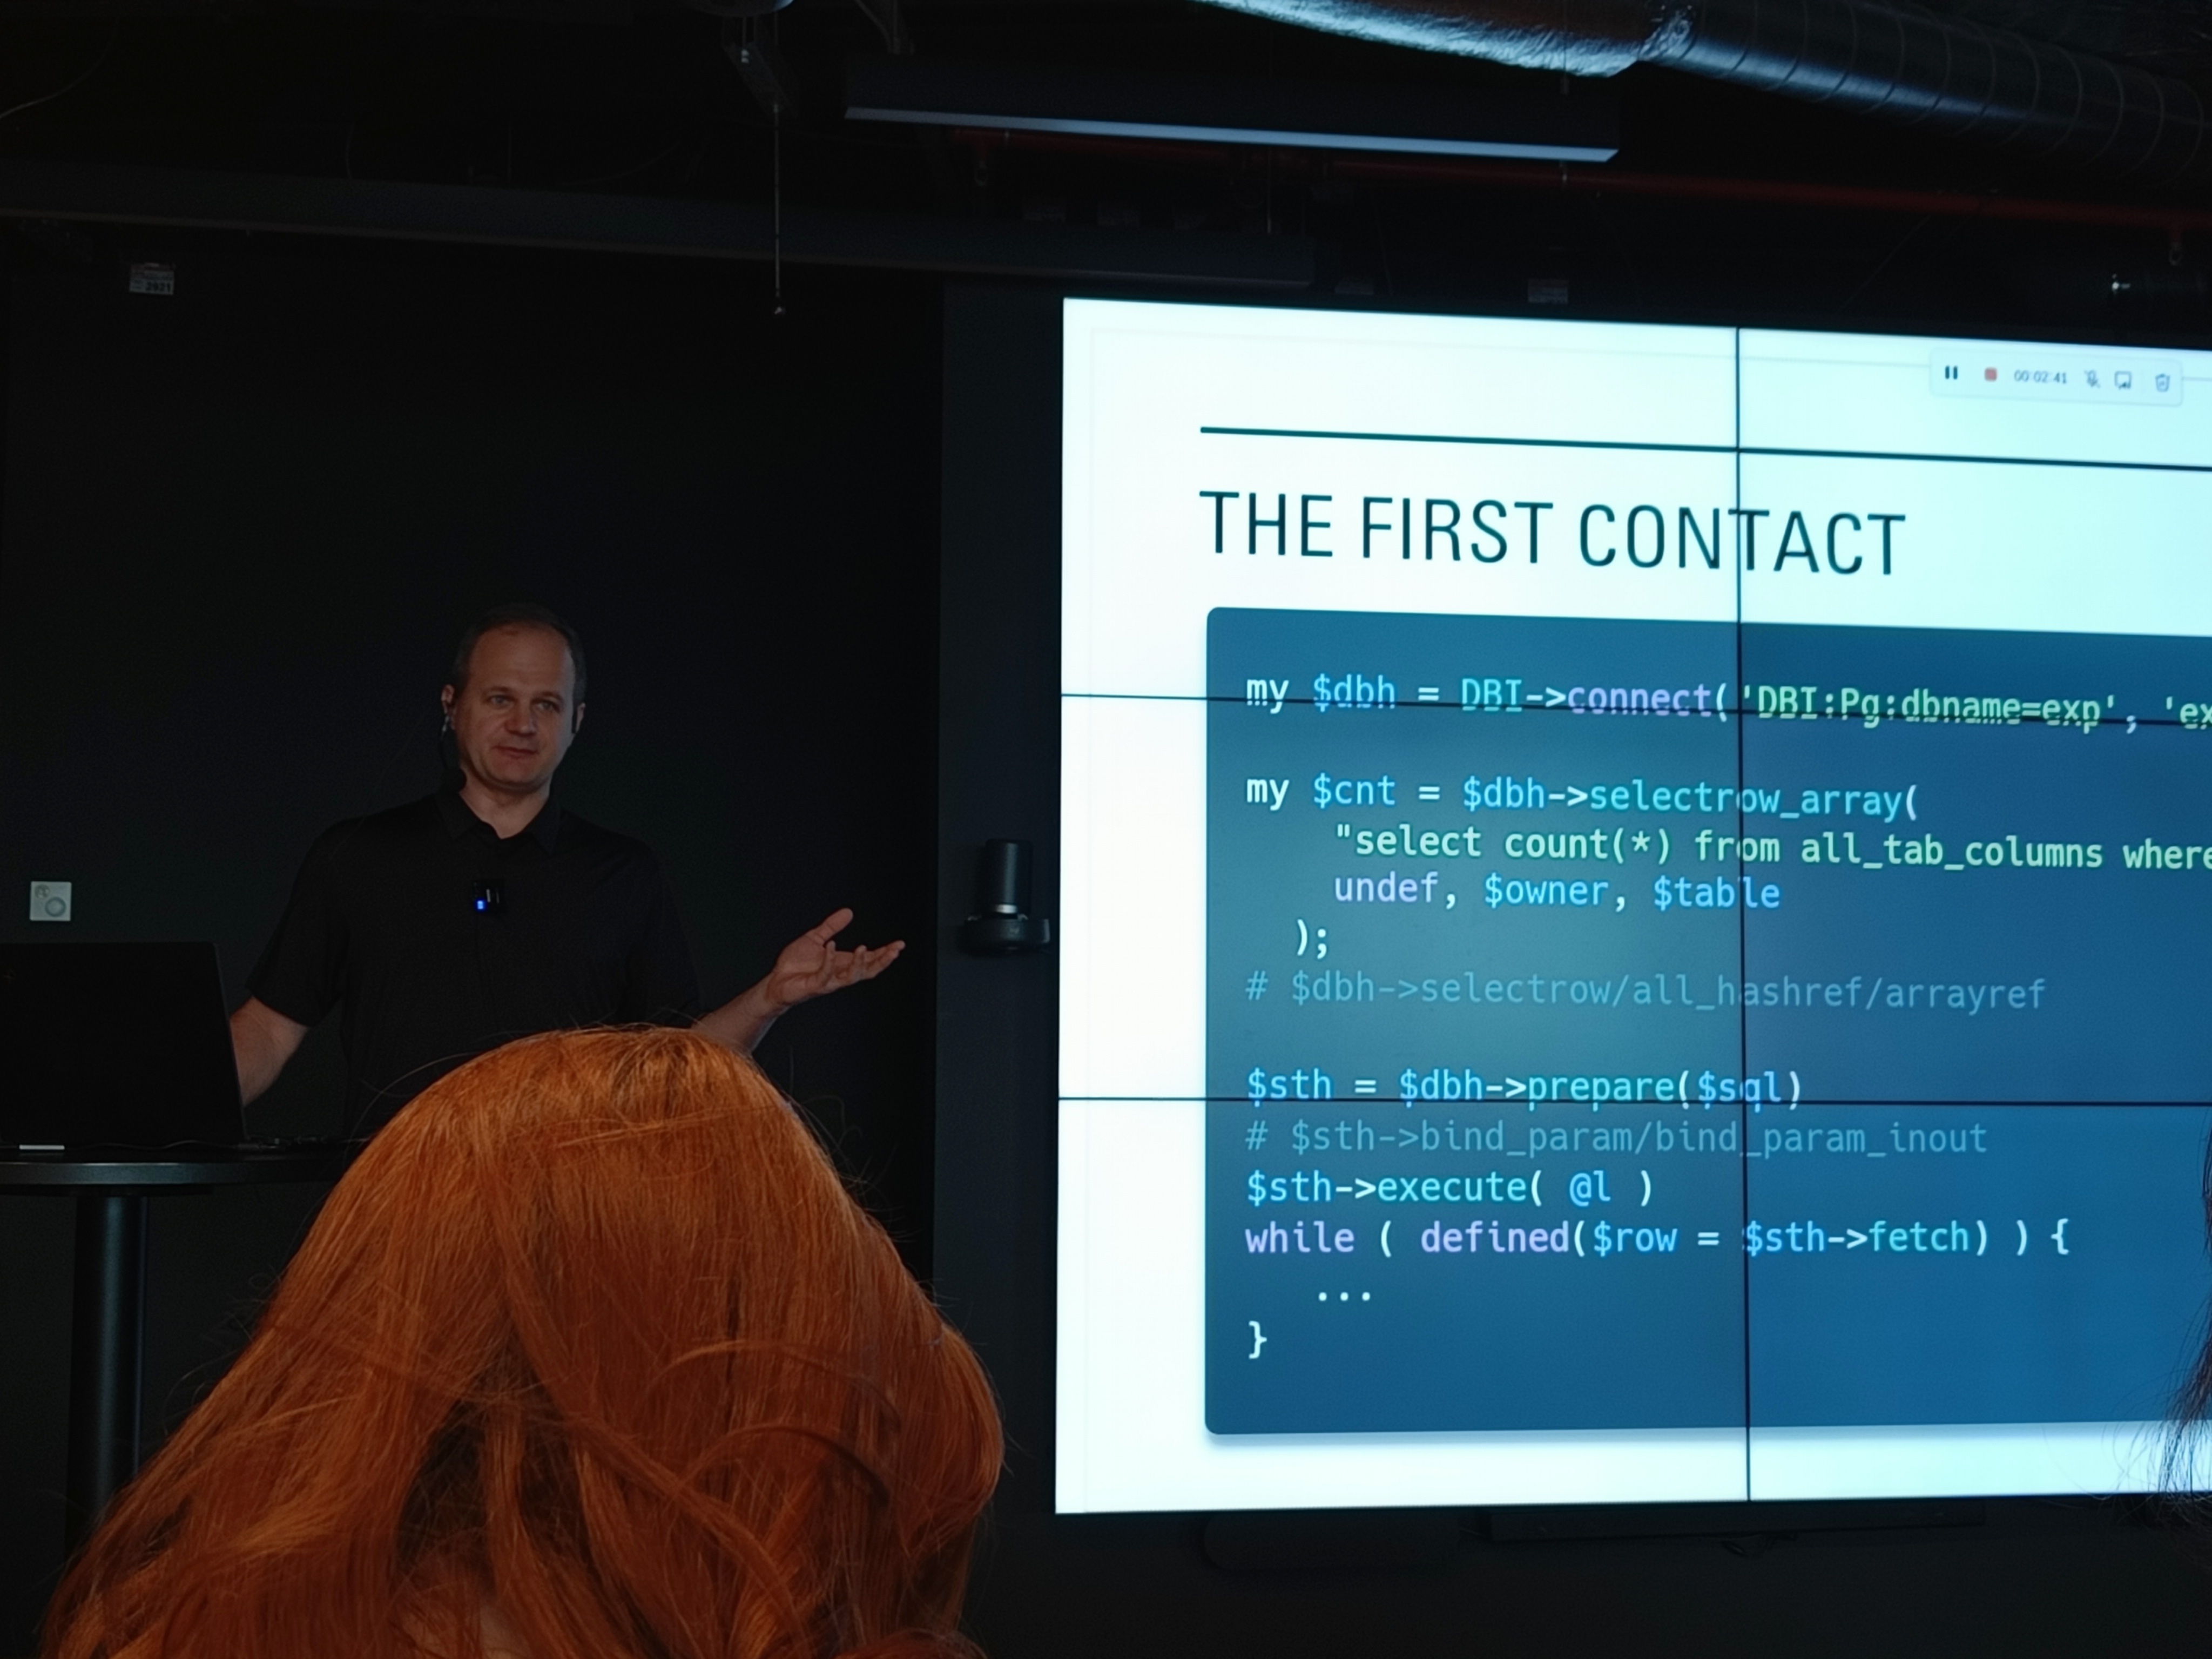 2021
00:02:41
THE FIRST CONTACT
my $dbh = DBI->connect('DBI:Pg:dbname=exp', 'ex
my $cnt = $dbh->selectrow_array(
"select count(*) from all_tab_columns where
undef, $owner, $table
);
# $dbh->selectrow/all_hashref/arrayref
$sth = $dbh->prepare($sql)
# $sth->bind_param/bind_param_inout
$sth->execute( @l )
while ( defined($row = $sth->fetch) ) {
...
}